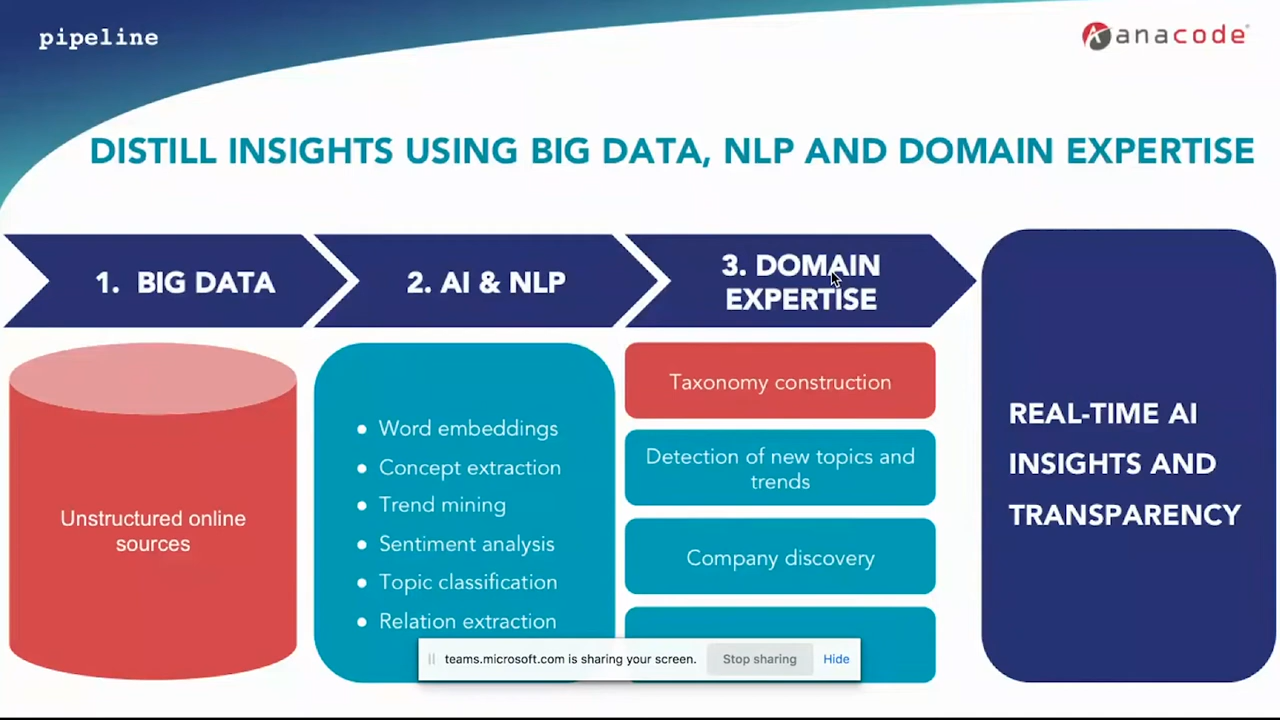 pipeline
anacode
DISTILL INSIGHTS USING BIG DATA, NLP AND DOMAIN EXPERTISE
1. BIG DATA
2. AI & NLP
3. DOMAIN
EXPERTISE
Unstructured online
sources
• Word embeddings
• Concept extraction
• Trend mining
• Sentiment analysis
• Topic classification
• Relation extraction
Taxonomy construction
Detection of new topics and
trends
Company discovery
REAL-TIME AI
INSIGHTS AND
TRANSPARENCY
teams.microsoft.com is sharing your screen.
Stop sharing
Hide